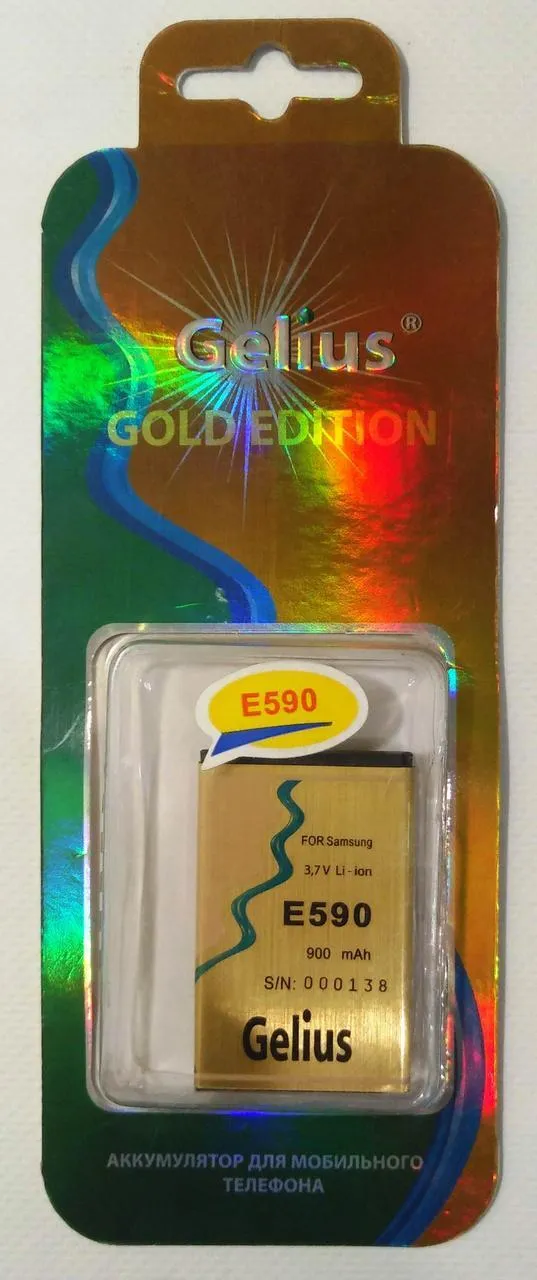 Gelius®
GOLD EDITION
E590
FOR Samsung
3,7V Li-ion
E590
900 mAh
S/N: 000138
Gelius
АККУМУЛЯТОР ДЛЯ МОБИЛЬНОГО
ТЕЛЕФОНА